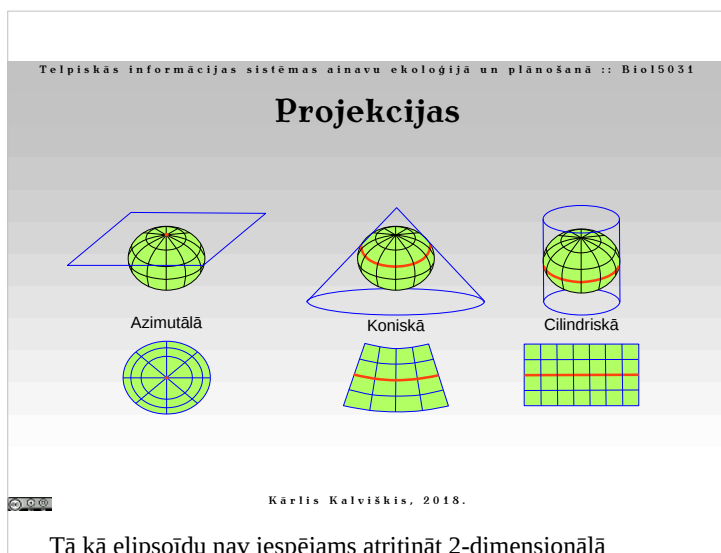 Telpiskās informācijas sistēmas ainavu ekoloģijā un plānošanā :: Biol5031
Projekcijas
Azimutālā
Koniskā
Cilindriskā
Kārlis Kalviškis, 2018.
Tā kā elipsoīdu nav iespējams atritināt 2-dimensionālā